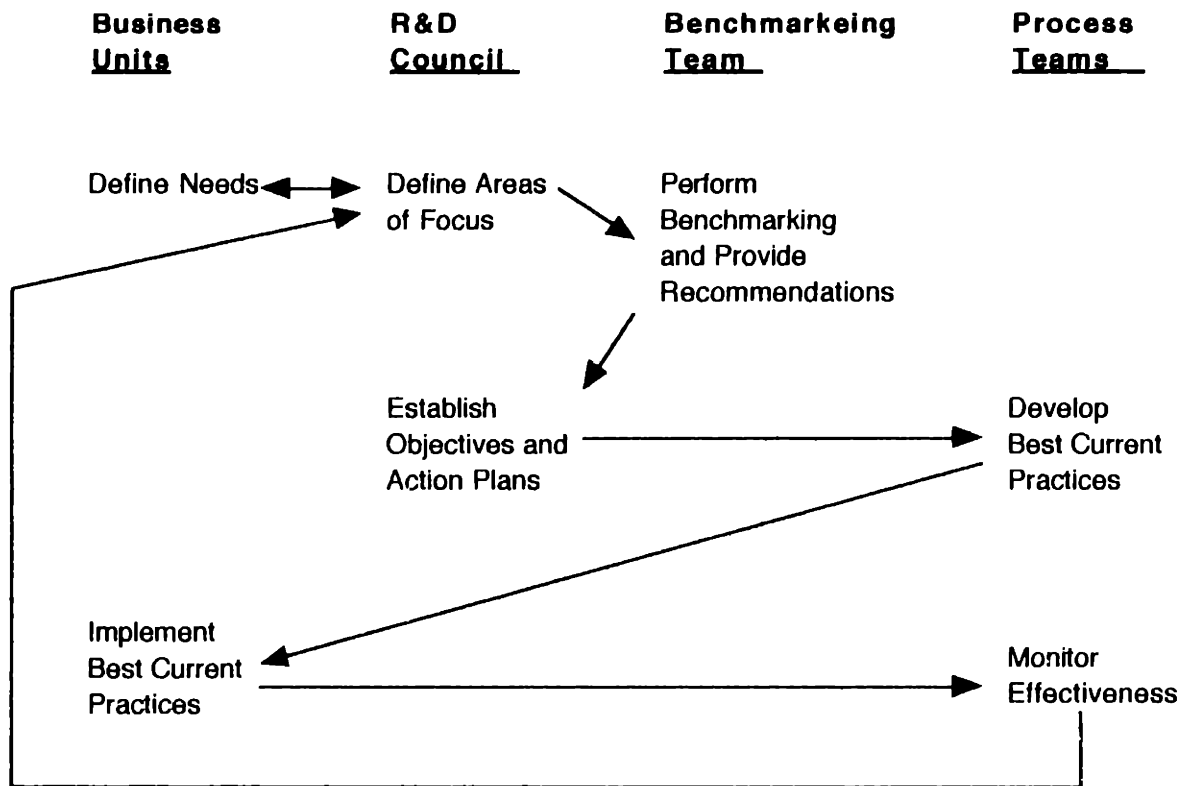 Business
Units
R&D
Council
Benchmarkeing
Team
Process
Teams
Define Needs
Define Areas
of Focus
Perform
Benchmarking
and Provide
Recommendations
Establish
Objectives and
Action Plans
Develop
Best Current
Practices
Implement
Best Current
Practices
Monitor
Effectiveness